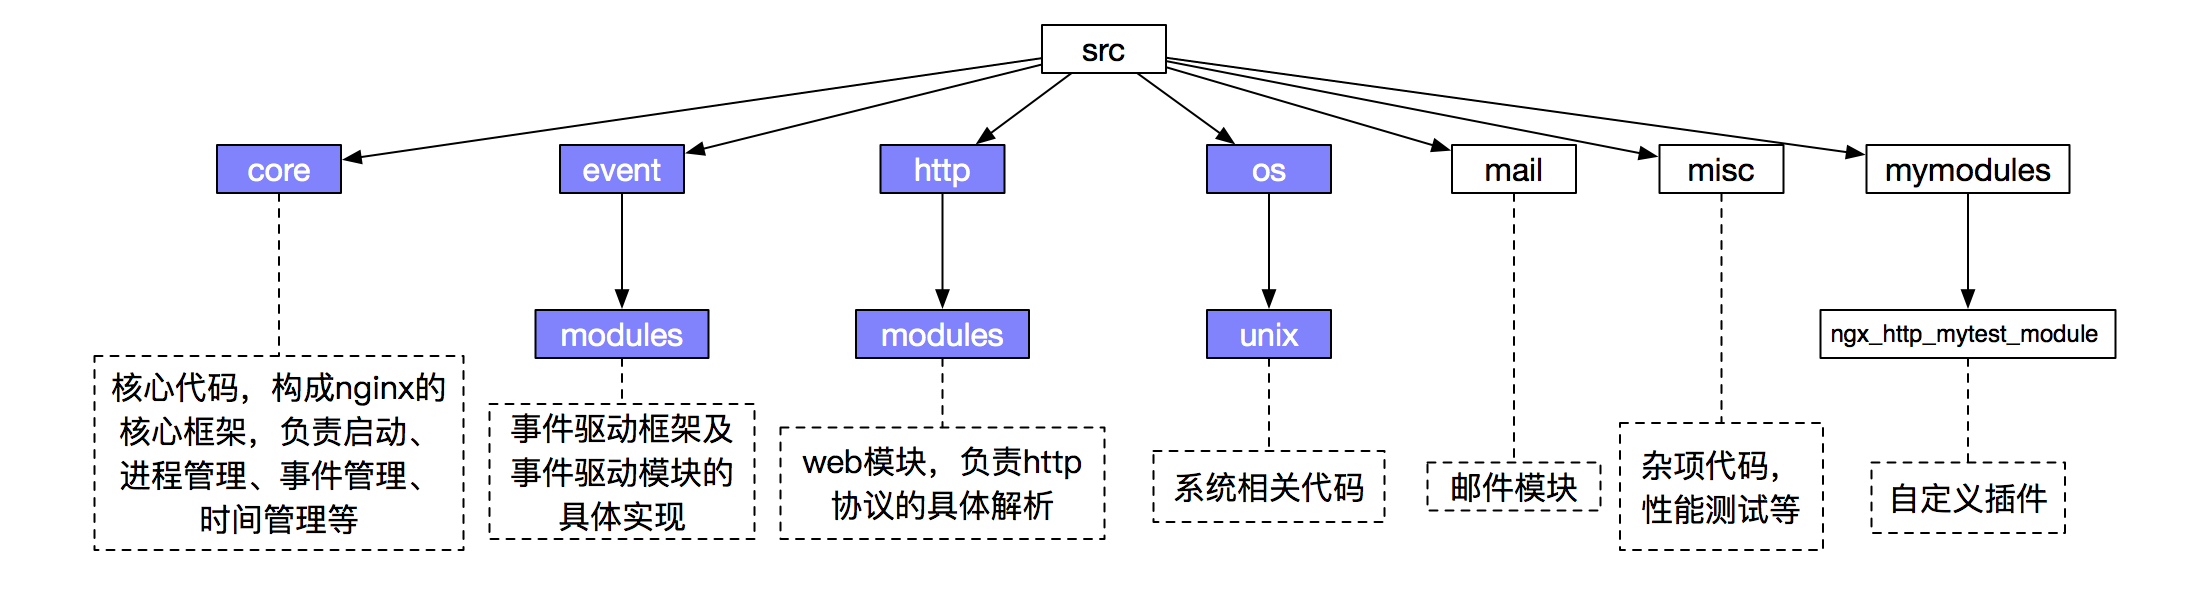 src
core
event
http
os
mail
misc
mymodules
modules
modules
unix
ngx_http_mytest_module
核心代码，构成nginx的
核心框架，负责启动、
进程管理、事件管理、
时间管理等
事件驱动框架及
事件驱动模块的
具体实现
web模块，负责http
协议的具体解析
系统相关代码
邮件模块
杂项代码，
性能测试等
自定义插件